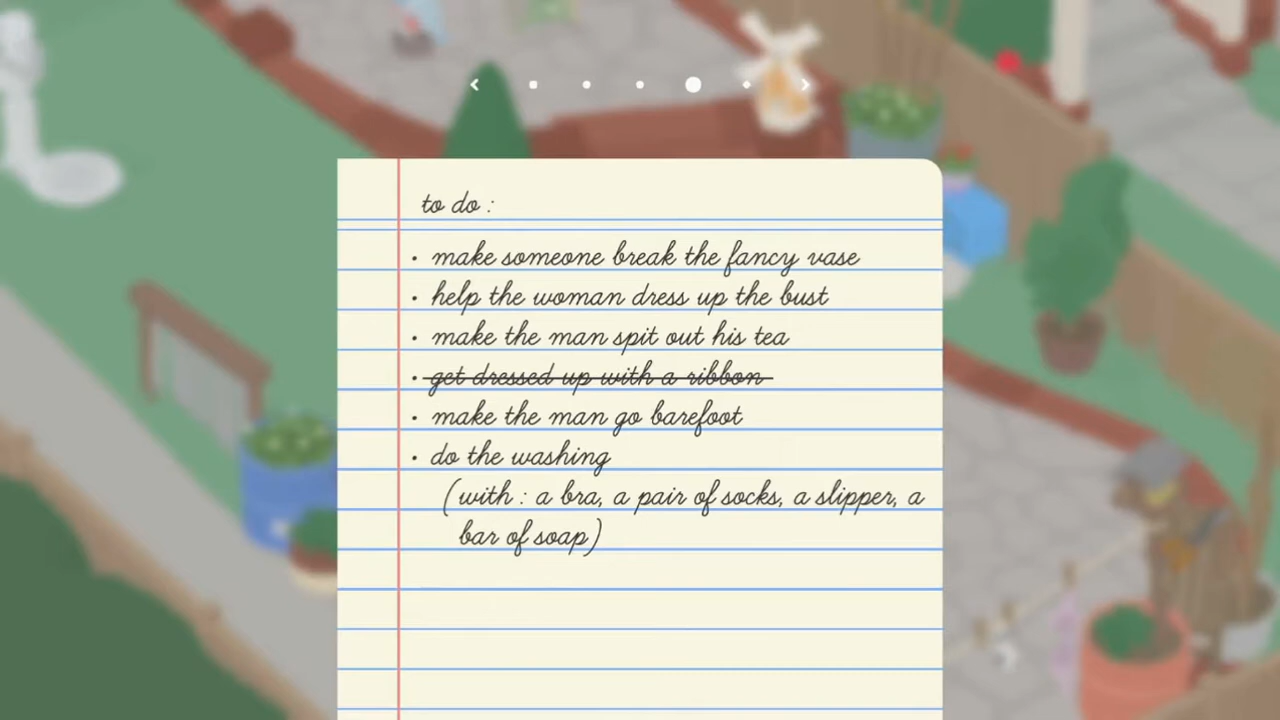 to do :
• make someone break the fancy vase
• help the woman dress up the bust
• make the man spit out his tea
• get dressed up with a ribbon
• make the man go barefoot
• do the washing
(with : a bra, a pair of socks, a slipper, a
bar of soap)